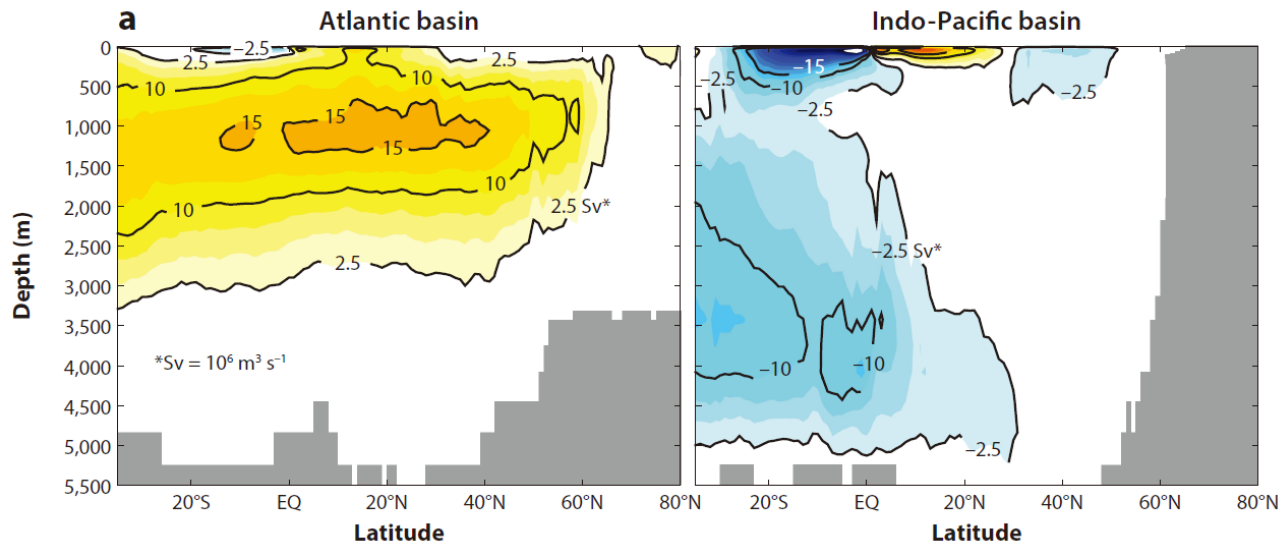 a
Atlantic basin
Indo-Pacific basin
Depth (m)
0
500
1,000
1,500
2,000
2,500
3,000
3,500
4,000
4,500
5,000
5,500
−2.5
2.5
2.5
10
10
15
15
15
10
10
2.5 Sv*
2.5
*Sv = 10⁶ m³ s⁻¹
20°S
EQ
20°N
40°N
60°N
80°N
Latitude
−2.5
−15
−10
−2.5
−2.5
−2.5
−2.5 Sv*
−10
−10
−2.5
20°S
EQ
20°N
40°N
60°N
80°N
Latitude